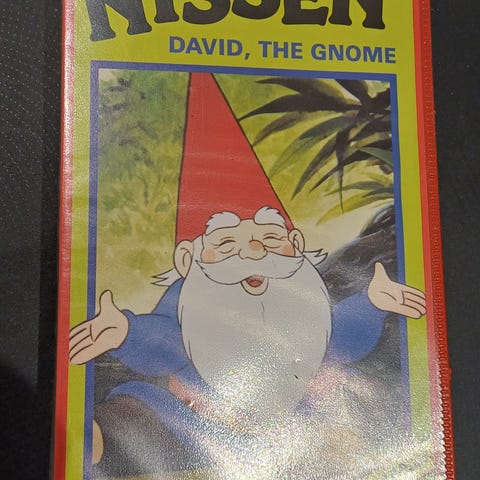 NISSEN
DAVID, THE GNOME